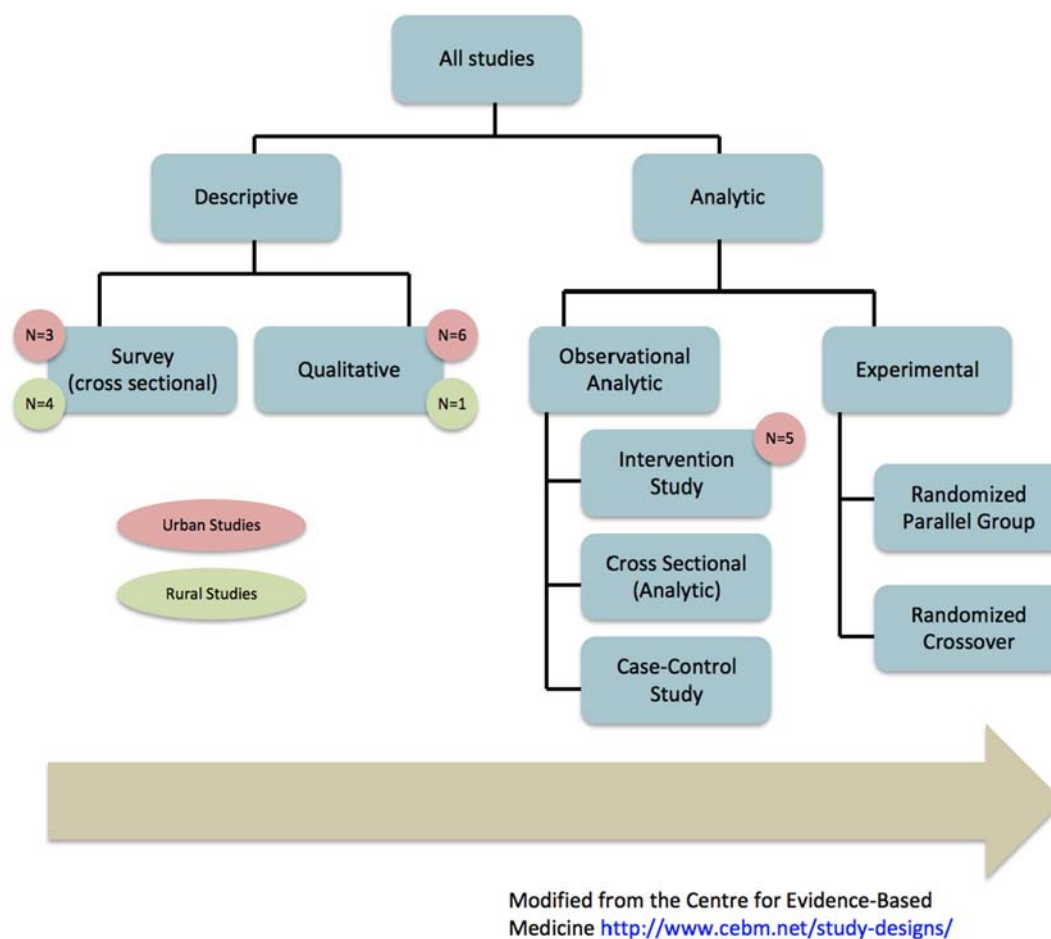 All studies
Descriptive
Analytic
N=3
N=4
Survey
(cross sectional)
Qualitative
N=6
N=1
Observational
Analytic
Experimental
Intervention
Study
N=5
Cross Sectional
(Analytic)
Case-Control
Study
Randomized
Parallel Group
Randomized
Crossover
Urban Studies
Rural Studies
Modified from the Centre for Evidence-Based
Medicine http://www.cebm.net/study-designs/